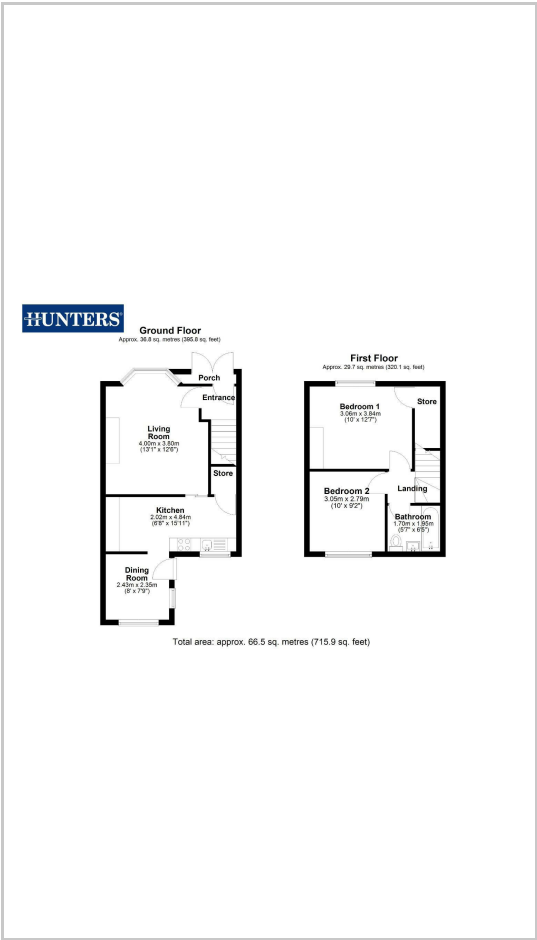 HUNTERS
Ground Floor
Approx. 36.8 sq. metres (395.8 sq. feet)
Porch
Entrance
Living
Room
4.00m x 3.80m
(13'1" x 12'6")
Store
Kitchen
2.02m x 4.84m
(6'8" x 15'11")
Dining
Room
2.43m x 2.35m
(8' x 7'9")
First Floor
Approx. 29.7 sq. metres (320.1 sq. feet)
Bedroom 1
3.06m x 3.84m
(10' x 12'7")
Store
Landing
Bedroom 2
3.05m x 2.79m
(10' x 9'2")
Bathroom
1.70m x 1.95m
(5'7" x 6'5")
Total area: approx. 66.5 sq. metres (715.9 sq. feet)